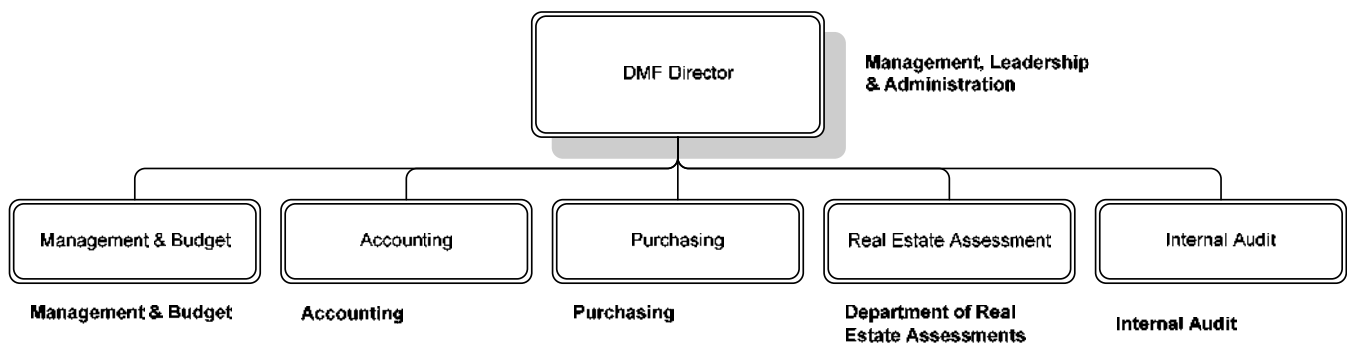 DMF Director
Management, Leadership
& Administration
Management & Budget
Accounting
Purchasing
Real Estate Assessment
Internal Audit
Management & Budget
Accounting
Purchasing
Department of Real
Estate Assessments
Internal Audit